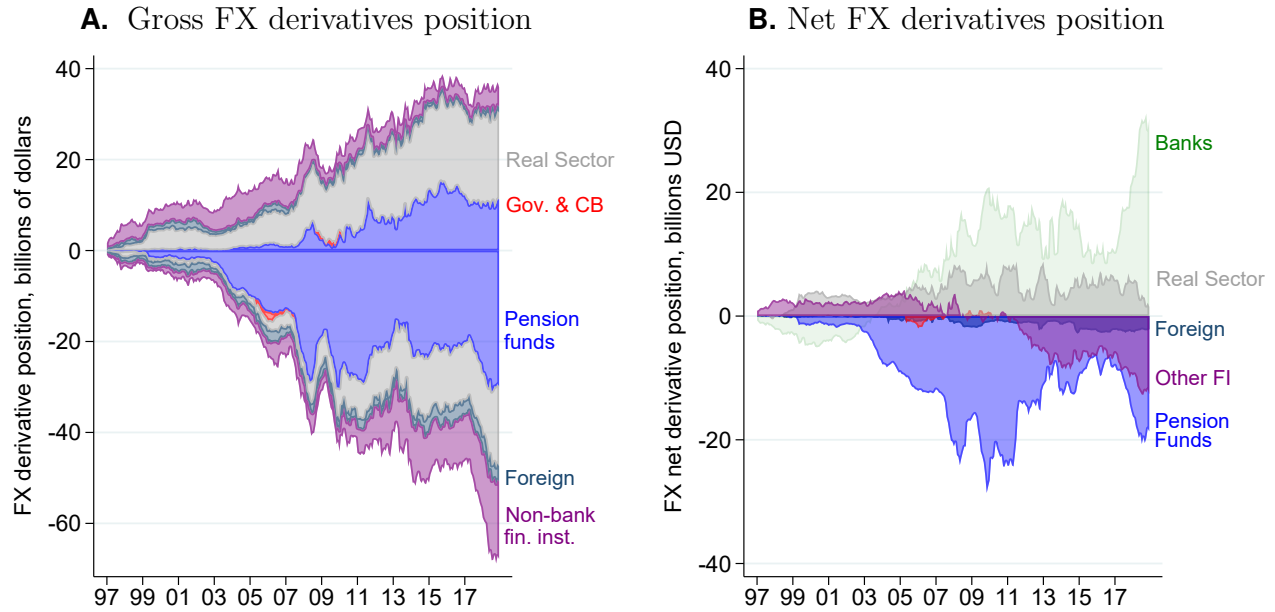 A. Gross FX derivatives position
FX derivative position, billions of dollars
40
20
0
-20
-40
-60
97 99 01 03 05 07 09 11 13 15 17
Real Sector
Gov. & CB
Pension
funds
Foreign
Non-bank
fin. inst.
B. Net FX derivatives position
FX net derivative position, billions USD
40
20
0
-20
-40
97 99 01 03 05 07 09 11 13 15 17
Banks
Real Sector
Foreign
Other FI
Pension
Funds